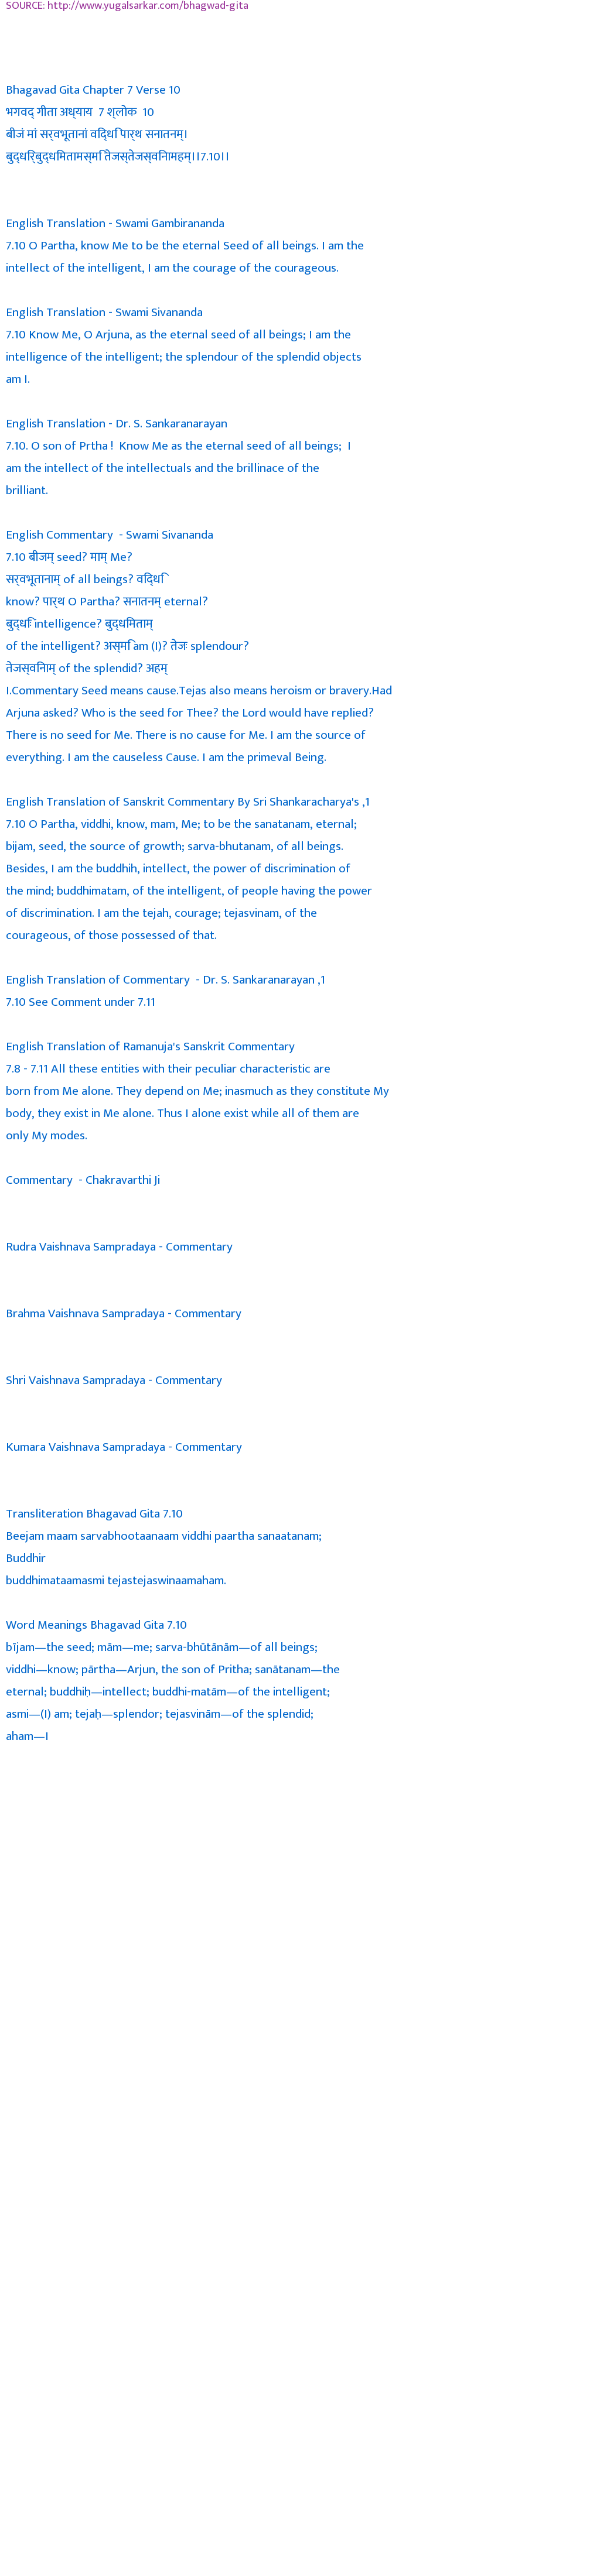 SOURCE: http://www.yugalsarkar.com/bhagwad-gita
Bhagavad Gita Chapter 7 Verse 10
भगवद् गीता अध्याय 7 श्लोक 10
बीजं मां सर्वभूतानां विद्धि पार्थ सनातनम्।
बुद्धिर्बुद्धिमतामस्मि तेजस्तेजस्विनामहम्।।7.10।।
English Translation - Swami Gambirananda
7.10 O Partha, know Me to be the eternal Seed of all beings. I am the
intellect of the intelligent, I am the courage of the courageous.
English Translation - Swami Sivananda
7.10 Know Me, O Arjuna, as the eternal seed of all beings; I am the
intelligence of the intelligent; the splendour of the splendid objects
am I.
English Translation - Dr. S. Sankaranarayan
7.10. O son of Prtha ! Know Me as the eternal seed of all beings; I
am the intellect of the intellectuals and the brillinace of the
brilliant.
English Commentary - Swami Sivananda
7.10 बीजम् seed? माम् Me?
सर्वभूतानाम् of all beings? विद्धि
know? पार्थ O Partha? सनातनम् eternal?
बुद्धिः intelligence? बुद्धिमताम्
of the intelligent? अस्मि am (I)? तेजः splendour?
तेजस्विनाम् of the splendid? अहम्
I.Commentary Seed means cause.Tejas also means heroism or bravery.Had
Arjuna asked? Who is the seed for Thee? the Lord would have replied?
There is no seed for Me. There is no cause for Me. I am the source of
everything. I am the causeless Cause. I am the primeval Being.
English Translation of Sanskrit Commentary By Sri Shankaracharya's ,1
7.10 O Partha, viddhi, know, mam, Me; to be the sanatanam, eternal;
bijam, seed, the source of growth; sarva-bhutanam, of all beings.
Besides, I am the buddhih, intellect, the power of discrimination of
the mind; buddhimatam, of the intelligent, of people having the power
of discrimination. I am the tejah, courage; tejasvinam, of the
courageous, of those possessed of that.
English Translation of Commentary - Dr. S. Sankaranarayan ,1
7.10 See Comment under 7.11
English Translation of Ramanuja's Sanskrit Commentary
7.8 - 7.11 All these entities with their peculiar characteristic are
born from Me alone. They depend on Me; inasmuch as they constitute My
body, they exist in Me alone. Thus I alone exist while all of them are
only My modes.
Commentary - Chakravarthi Ji
Rudra Vaishnava Sampradaya - Commentary
Brahma Vaishnava Sampradaya - Commentary
Shri Vaishnava Sampradaya - Commentary
Kumara Vaishnava Sampradaya - Commentary
Transliteration Bhagavad Gita 7.10
Beejam maam sarvabhootaanaam viddhi paartha sanaatanam;
Buddhir
buddhimataamasmi tejastejaswinaamaham.
Word Meanings Bhagavad Gita 7.10
bījam—the seed; mām—me; sarva-bhūtānām—of all beings;
viddhi—know; pārtha—Arjun, the son of Pritha; sanātanam—the
eternal; buddhiḥ—intellect; buddhi-matām—of the intelligent;
asmi—(I) am; tejaḥ—splendor; tejasvinām—of the splendid;
aham—I